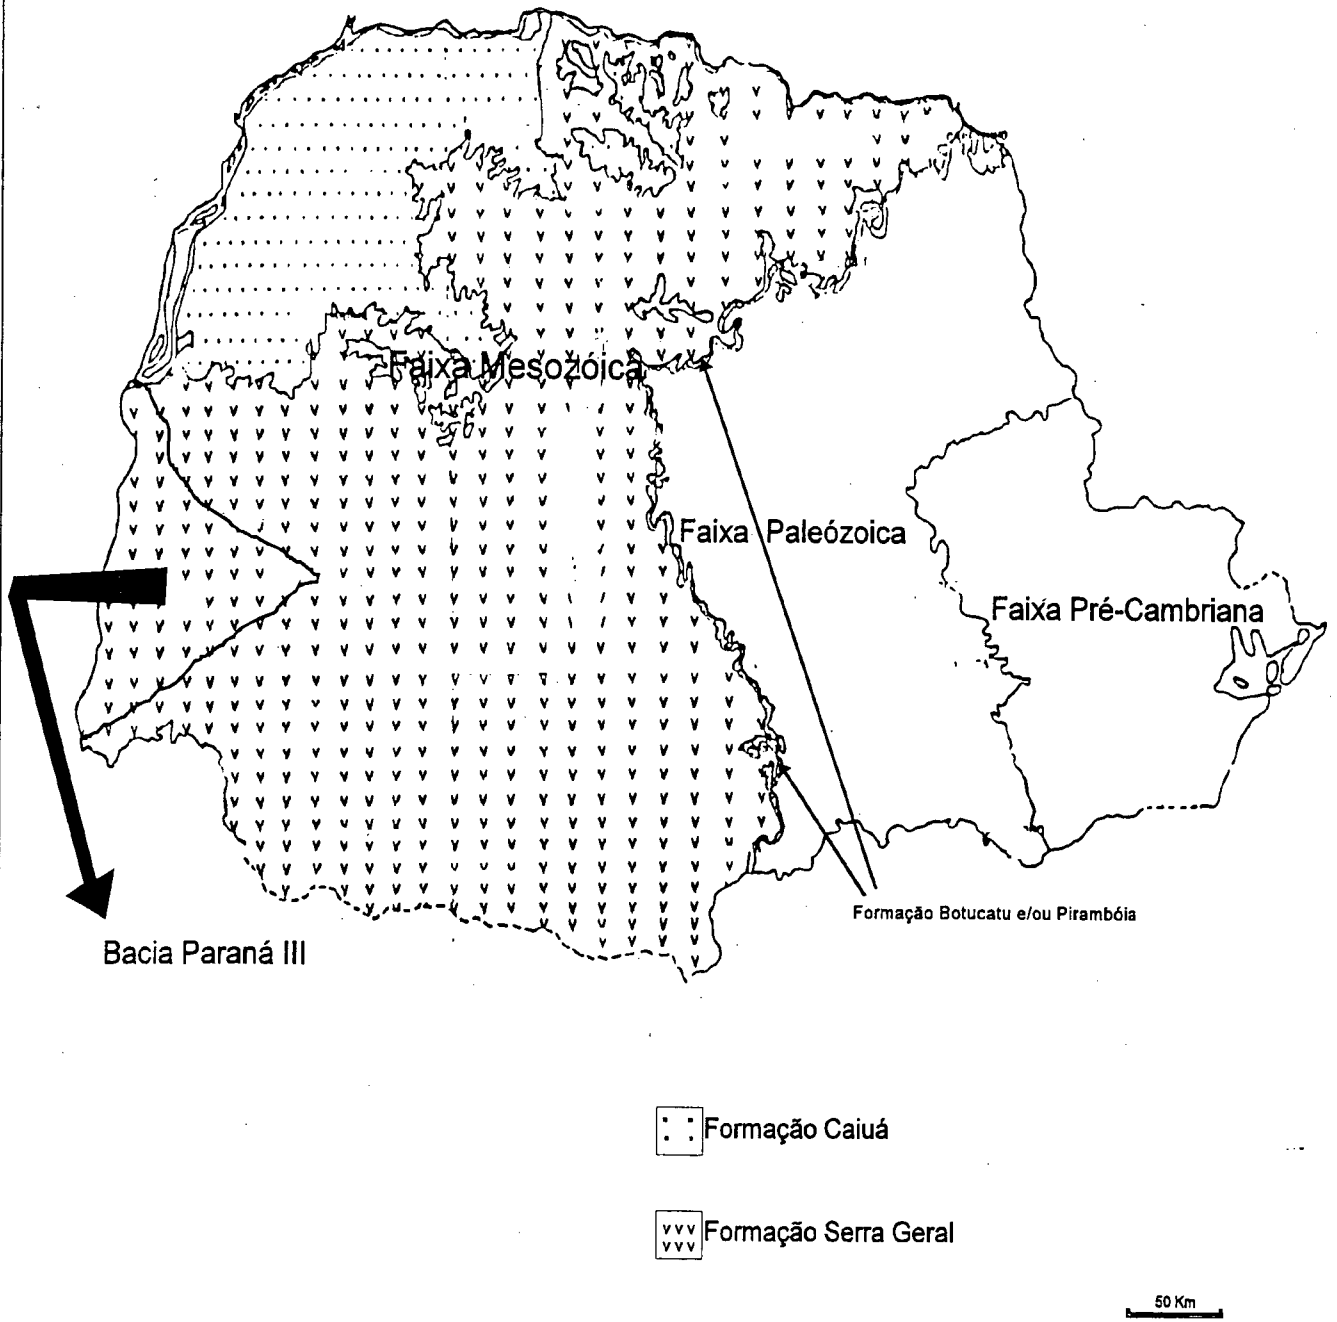 Faixa Mesozóica
Faixa Paleózoica
Faixa Pré-Cambriana
Formação Botucatu e/ou Pirambóia
Bacia Paraná III
Formação Caiuá
Formação Serra Geral
50 Km